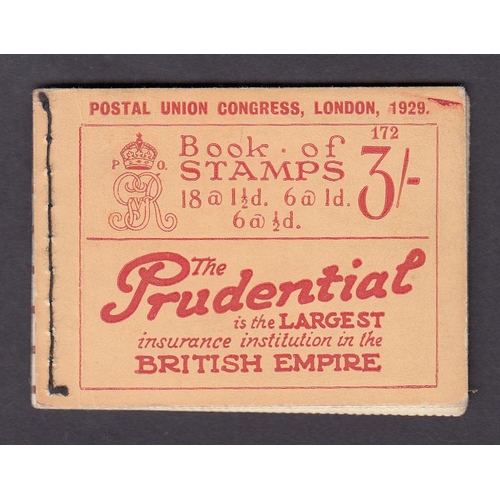 POSTAL UNION CONGRESS, LONDON, 1929.
172
P O.
GR
Book · of
STAMPS
3/-
18 @ 1½d. 6 @ 1d.
6 @ ½d.
The
Prudential
is the LARGEST
insurance institution in the
BRITISH EMPIRE